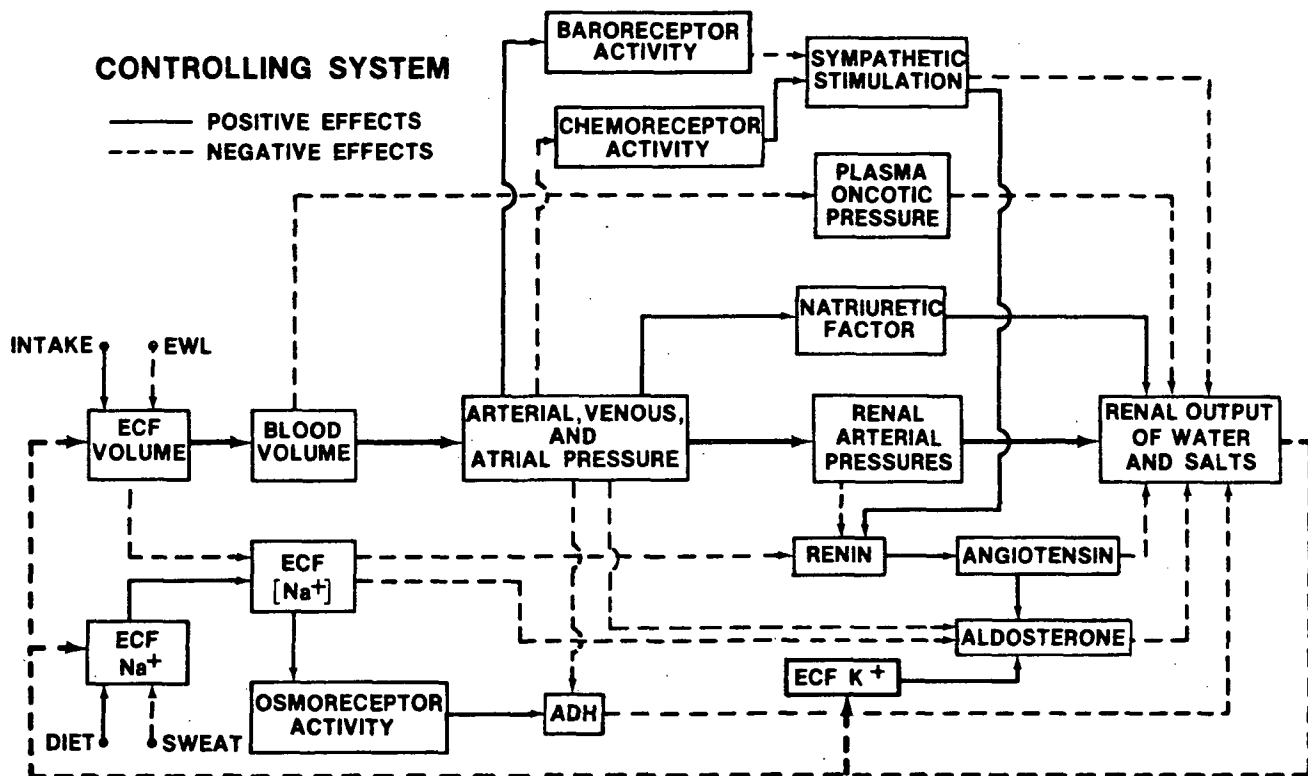 CONTROLLING SYSTEM
POSITIVE EFFECTS
NEGATIVE EFFECTS
BARORECEPTOR
ACTIVITY
SYMPATHETIC
STIMULATION
CHEMORECEPTOR
ACTIVITY
PLASMA
ONCOTIC
PRESSURE
NATRIURETIC
FACTOR
INTAKE
EWL
ECF
VOLUME
BLOOD
VOLUME
ARTERIAL, VENOUS,
AND
ATRIAL PRESSURE
RENAL
ARTERIAL
PRESSURES
RENAL OUTPUT
OF WATER
AND SALTS
ECF
[Na+]
RENIN
ANGIOTENSIN
ECF
Na+
ALDOSTERONE
ECF K+
OSMORECEPTOR
ACTIVITY
ADH
DIET
SWEAT